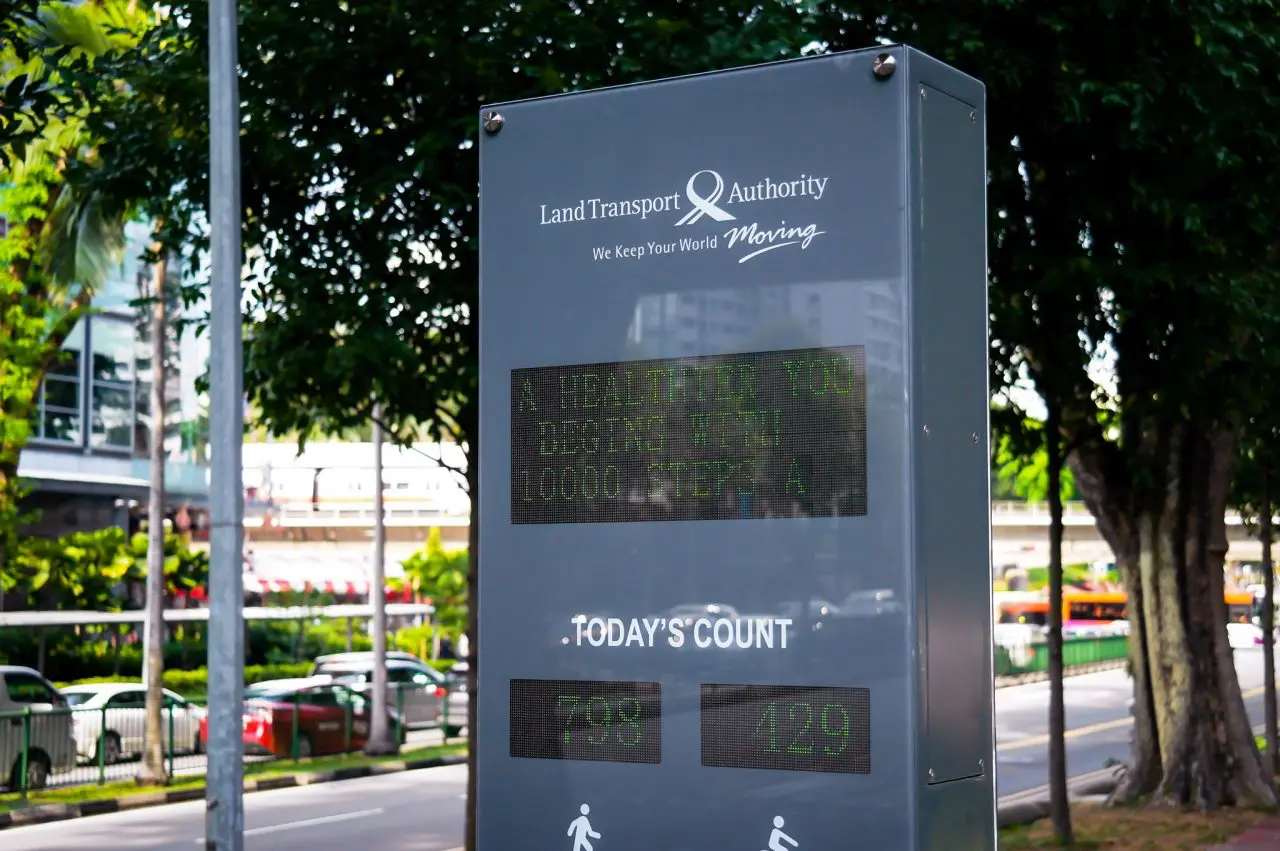 Land Transport Authority
We Keep Your World Moving
A HEALTHIER YOU
BEGINS WITH
10000 STEPS A
TODAY'S COUNT
798 429